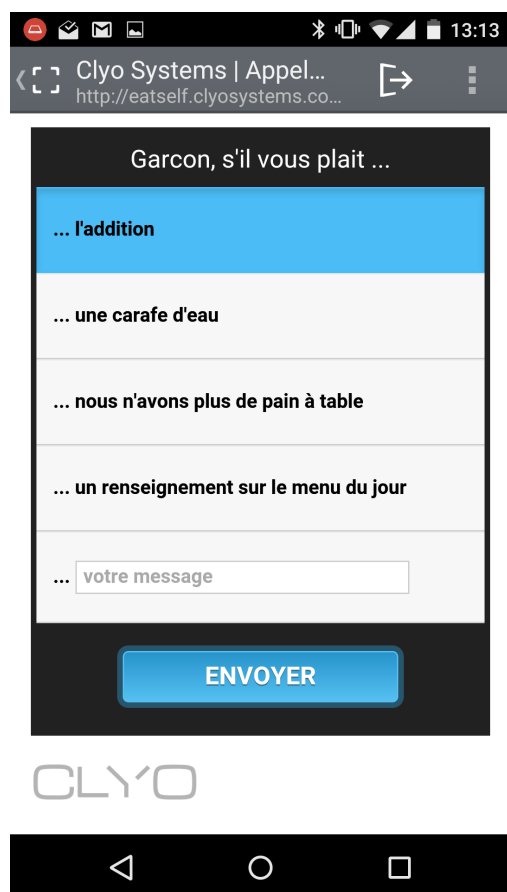 13:13
Clyo Systems | Appel...
http://eatself.clyosystems.co...
Garcon, s'il vous plait ...
... l'addition
... une carafe d'eau
... nous n'avons plus de pain à table
... un renseignement sur le menu du jour
... votre message
ENVOYER
CLYO